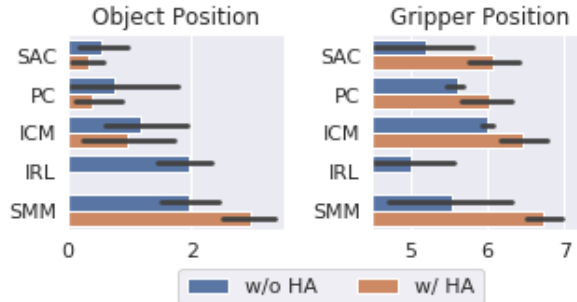 Object Position
Gripper Position
SAC
PC
ICM
IRL
SMM
0
2
SAC
PC
ICM
IRL
SMM
5
6
7
w/o HA
w/ HA